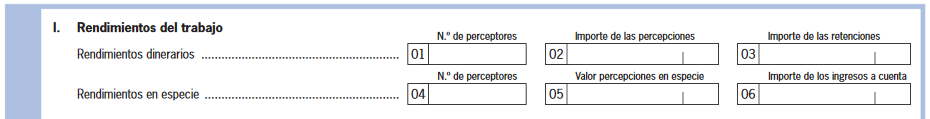 I. Rendimientos del trabajo
N.º de perceptores Importe de las percepciones Importe de las retenciones
Rendimientos dinerarios ........................................................... 01 02 03
N.º de perceptores Valor percepciones en especie Importe de los ingresos a cuenta
Rendimientos en especie .......................................................... 04 05 06